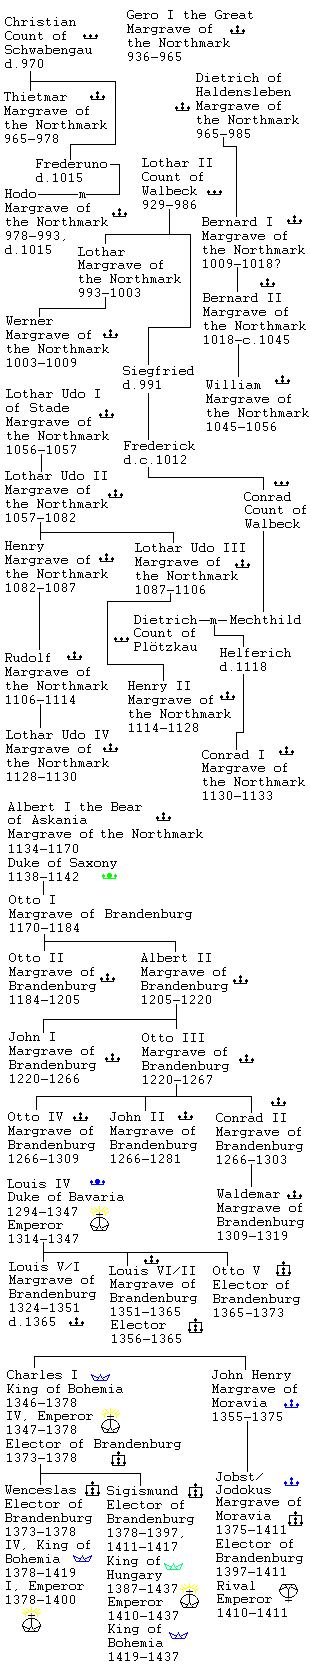 Christian
Count of
Schwabengau
d.970
Gero I the Great
Margrave of
the Northmark
936–965
Thietmar
Margrave of
the Northmark
965–978
Dietrich of
Haldensleben
Margrave of
the Northmark
965–985
Frederuno
d.1015
Lothar II
Count of
Walbeck
929–986
Hodo m
Margrave of
the Northmark
978–993,
d.1015
Lothar
Margrave of
the Northmark
993–1003
Bernard I
Margrave of
the Northmark
1009–1018?
Werner
Margrave of
the Northmark
1003–1009
Bernard II
Margrave of
the Northmark
1018–c.1045
Siegfried
d.991
William
Margrave of
the Northmark
1045–1056
Lothar Udo I
of Stade
Margrave of
the Northmark
1056–1057
Frederick
d.c.1012
Lothar Udo II
Margrave of
the Northmark
1057–1082
Conrad
Count of
Walbeck
Henry
Margrave of
the Northmark
1082–1087
Lothar Udo III
Margrave of
the Northmark
1087–1106
Dietrich–m–Mechthild
Count of
Plötzkau
Helferich
d.1118
Rudolf
Margrave of
the Northmark
1106–1114
Henry II
Margrave of
the Northmark
1114–1128
Lothar Udo IV
Margrave of
the Northmark
1128–1130
Conrad I
Margrave of
the Northmark
1130–1133
Albert I the Bear
of Askania
Margrave of the Northmark
1134–1170
Duke of Saxony
1138–1142
Otto I
Margrave of Brandenburg
1170–1184
Otto II
Margrave of
Brandenburg
1184–1205
Albert II
Margrave of
Brandenburg
1205–1220
John I
Margrave of
Brandenburg
1220–1266
Otto III
Margrave of
Brandenburg
1220–1267
Otto IV
Margrave of
Brandenburg
1266–1309
John II
Margrave of
Brandenburg
1266–1281
Conrad II
Margrave of
Brandenburg
1266–1303
Louis IV
Duke of Bavaria
1294–1347
Emperor
1314–1347
Waldemar
Margrave of
Brandenburg
1309–1319
Louis V/I
Margrave of
Brandenburg
1324–1351
d.1365
Louis VI/II
Margrave of
Brandenburg
1351–1365
Elector
1356–1365
Otto V
Elector of
Brandenburg
1365–1373
Charles I
King of Bohemia
1346–1378
IV, Emperor
1347–1378
Elector of Brandenburg
1373–1378
John Henry
Margrave of
Moravia
1355–1375
Wenceslas
Elector of
Brandenburg
1373–1378
IV, King of
Bohemia
1378–1419
I, Emperor
1378–1400
Sigismund
Elector of
Brandenburg
1378–1397,
1411–1417
King of
Hungary
1387–1437
Emperor
1410–1437
King of
Bohemia
1419–1437
Jobst/
Jodokus
Margrave of
Moravia
1375–1411
Elector of
Brandenburg
1397–1411
Rival
Emperor
1410–1411